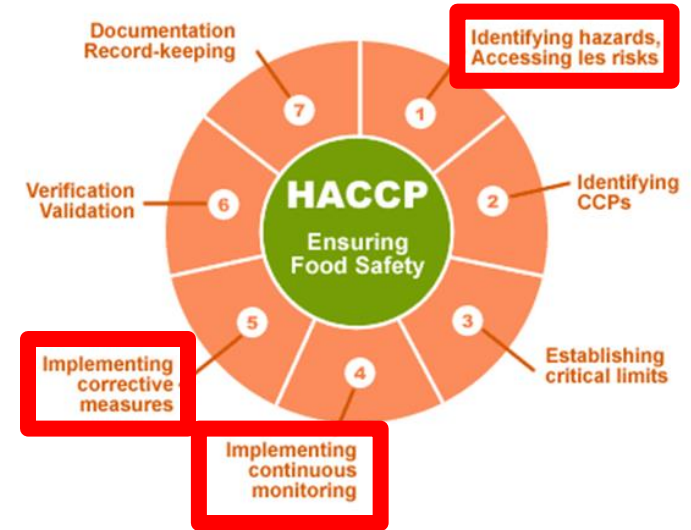 Documentation
Record-keeping
Identifying hazards,
Accessing les risks
7
1
HACCP
Ensuring
Food Safety
6
2
Verification
Validation
Identifying
CCPs
5
3
4
Implementing
corrective
measures
Establishing
critical limits
Implementing
continuous
monitoring